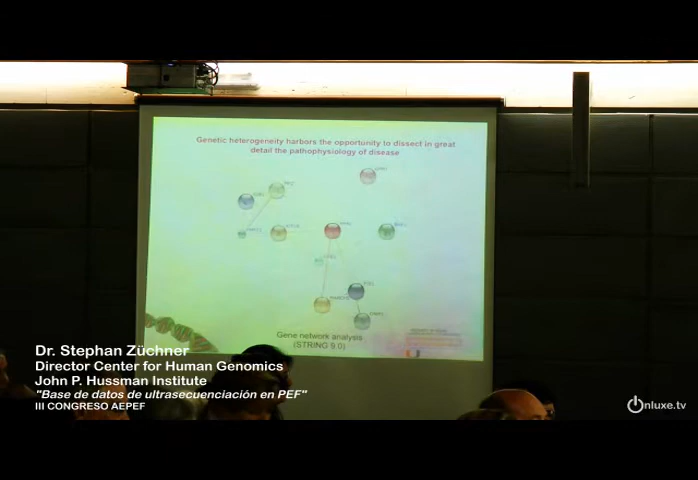 Genetic heterogeneity harbors the opportunity to dissect in great
detail the pathophysiology of disease
Gene network analysis
(STRING 9.0)
Dr. Stephan Züchner
Director Center for Human Genomics
John P. Hussman Institute
"Base de datos de ultrasecuenciación en PEF"
III CONGRESO AEPEF
nluxe.tv